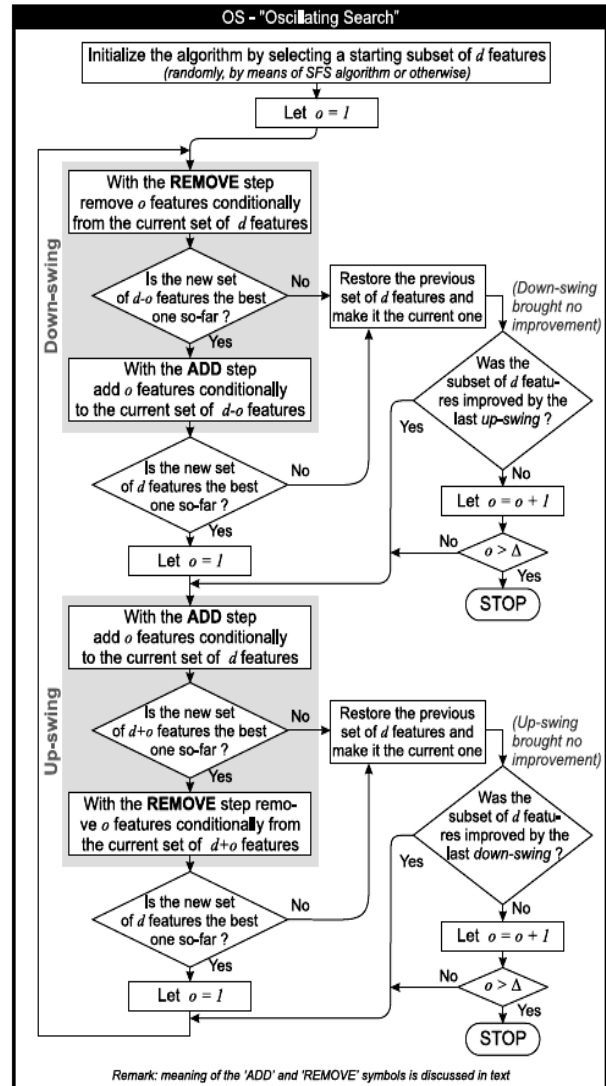 OS – "Oscillating Search"
Initialize the algorithm by selecting a starting subset of d features
(randomly, by means of SFS algorithm or otherwise)
Let o = 1
Down-swing
With the REMOVE step
remove o features conditionally
from the current set of d features
Is the new set
of d-o features the best
one so-far ?
No
Yes
Restore the previous
set of d features and
make it the current one
(Down-swing
brought no
improvement)
With the ADD step
add o features conditionally
to the current set of d-o features
Was the
subset of d featu-
res improved by the
last up-swing ?
Yes
No
Is the new set
of d features the best
one so-far ?
No
Yes
Let o = o + 1
Let o = 1
o > Δ
No
Yes
STOP
Up-swing
With the ADD step
add o features conditionally
to the current set of d features
Is the new set
of d+o features the best
one so-far ?
No
Yes
Restore the previous
set of d features and
make it the current one
(Up-swing
brought no
improvement)
With the REMOVE step remo-
ve o features conditionally from
the current set of d+o features
Was the
subset of d featu-
res improved by the
last down-swing ?
Yes
No
Is the new set
of d features the best
one so-far ?
No
Yes
Let o = o + 1
Let o = 1
o > Δ
No
Yes
STOP
Remark: meaning of the 'ADD' and 'REMOVE' symbols is discussed in text